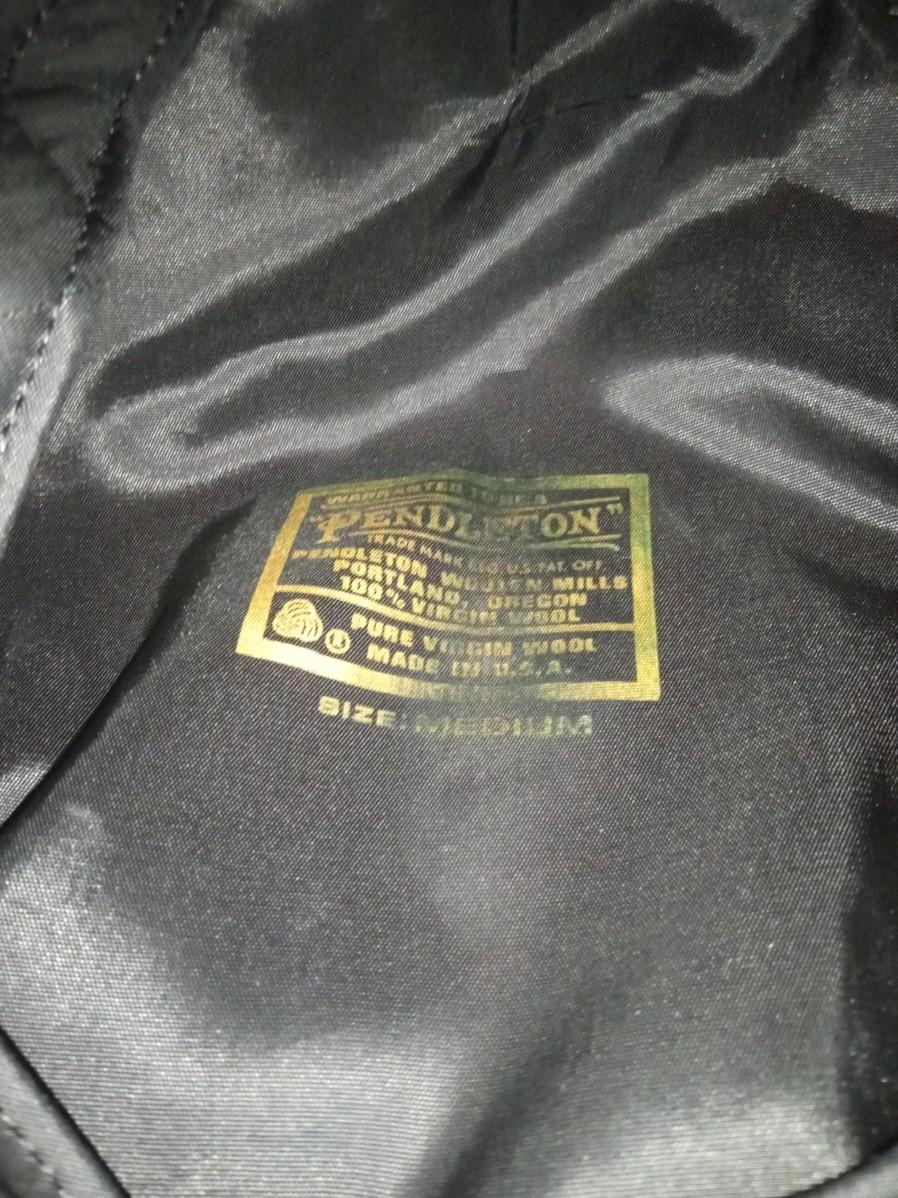 WARRANTED TO BE A
"PENDLETON"
TRADE MARK REG. U.S. PAT. OFF.
PENDLETON WOOLEN MILLS
PORTLAND, OREGON
100% VIRGIN WOOL
® PURE VIRGIN WOOL
MADE IN U.S.A.
SIZE: MEDIUM